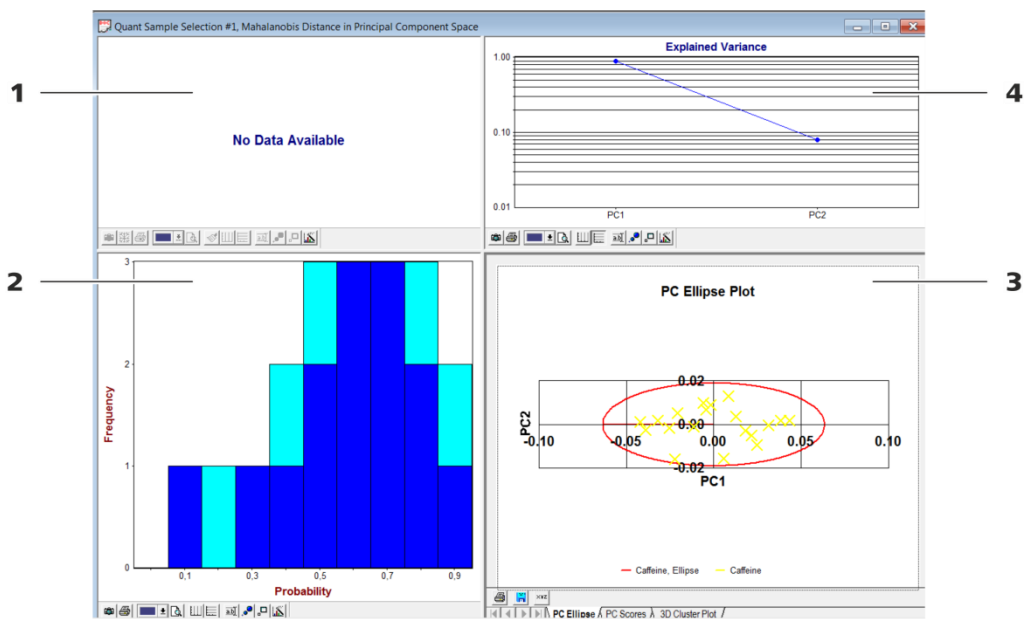 Quant Sample Selection #1, Mahalanobis Distance in Principal Component Space
1
No Data Available
4
Explained Variance
1.00
0.10
0.01
PC1
PC2
2
Frequency
3
2
1
0
0,1
0,3
0,5
0,7
0,9
Probability
3
PC Ellipse Plot
PC2
0.02
0.00
-0.02
-0.10
-0.05
0.00
0.05
0.10
PC1
Caffeine, Ellipse
Caffeine
PC Ellipse
PC Scores
3D Cluster Plot